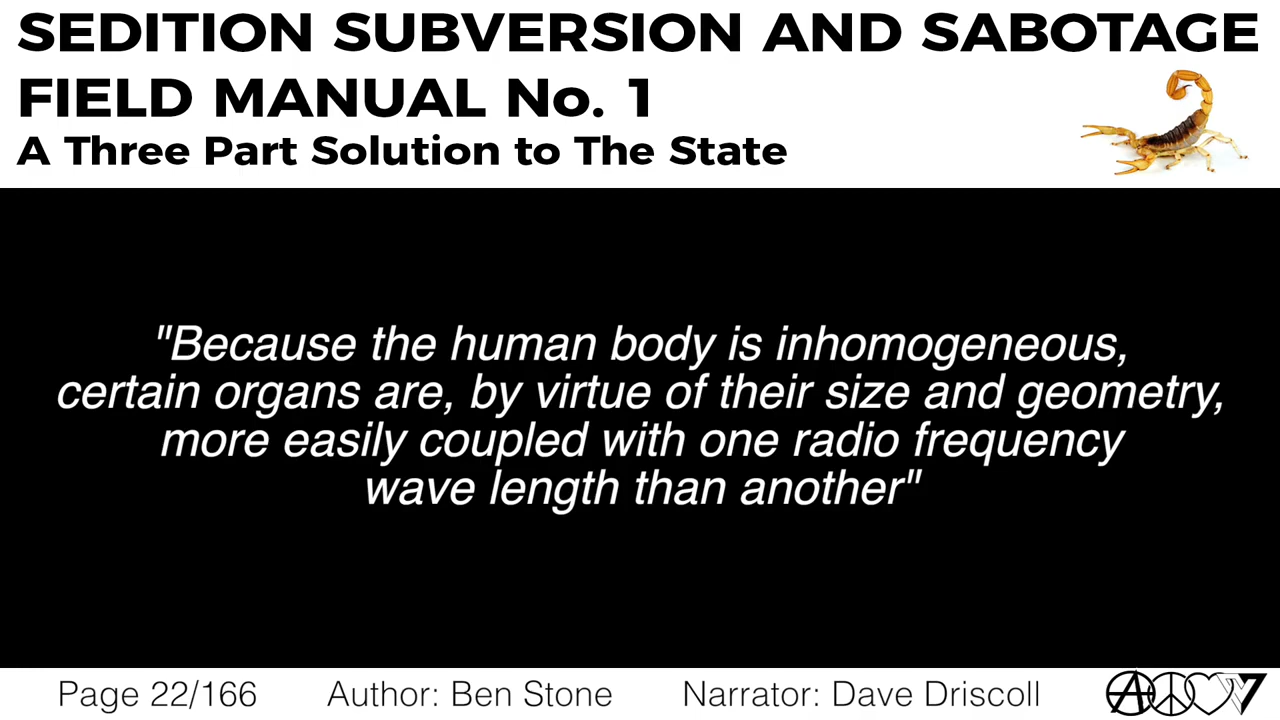 SEDITION SUBVERSION AND SABOTAGE
FIELD MANUAL No. 1
A Three Part Solution to The State
"Because the human body is inhomogeneous,
certain organs are, by virtue of their size and geometry,
more easily coupled with one radio frequency
wave length than another"
Page 22/166 Author: Ben Stone Narrator: Dave Driscoll